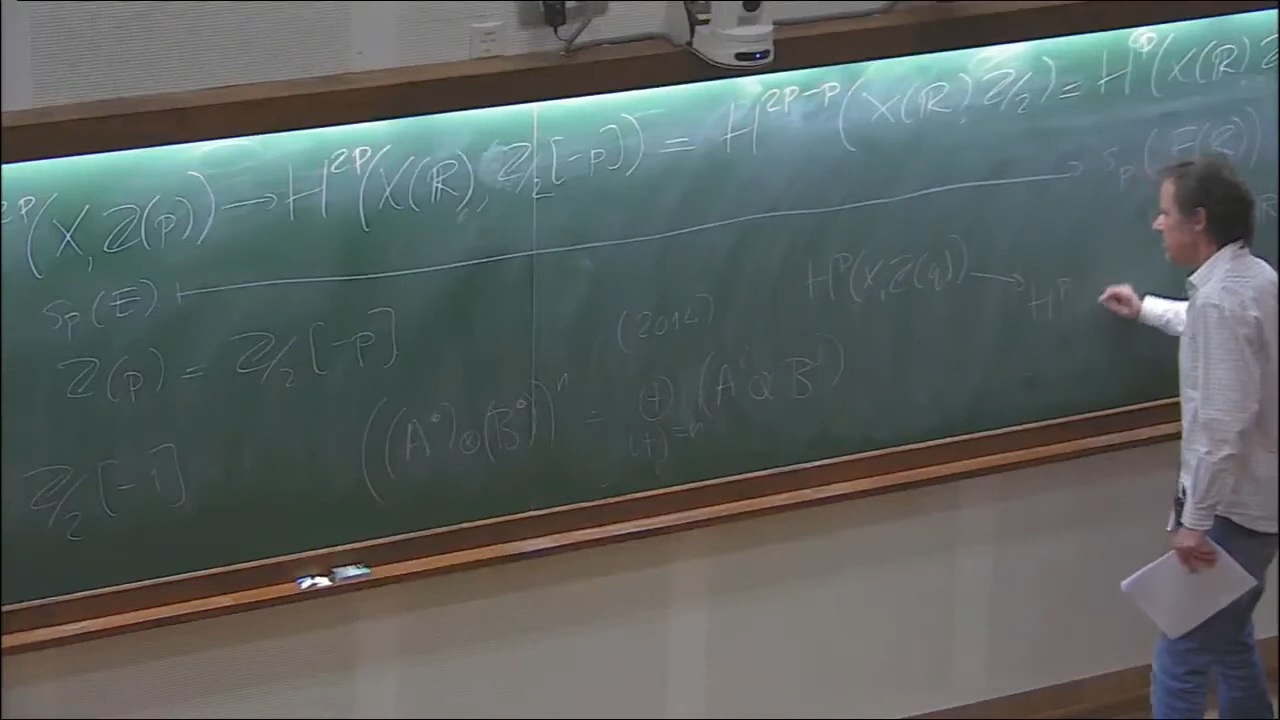 2p(X, Z(p)) → H^{2p}(X(R), Z/2[-p]) = H^{2p-p}(X(R), Z/2) = H^p(X(R), Z
s_p(E) ↦ s_p(E(R))
Z(p) = Z/2[-p]
(2014)
H^p(X, Z(q)) → H^p
((A°)⊗(B°))^n = ⊕
Z/2[-1]